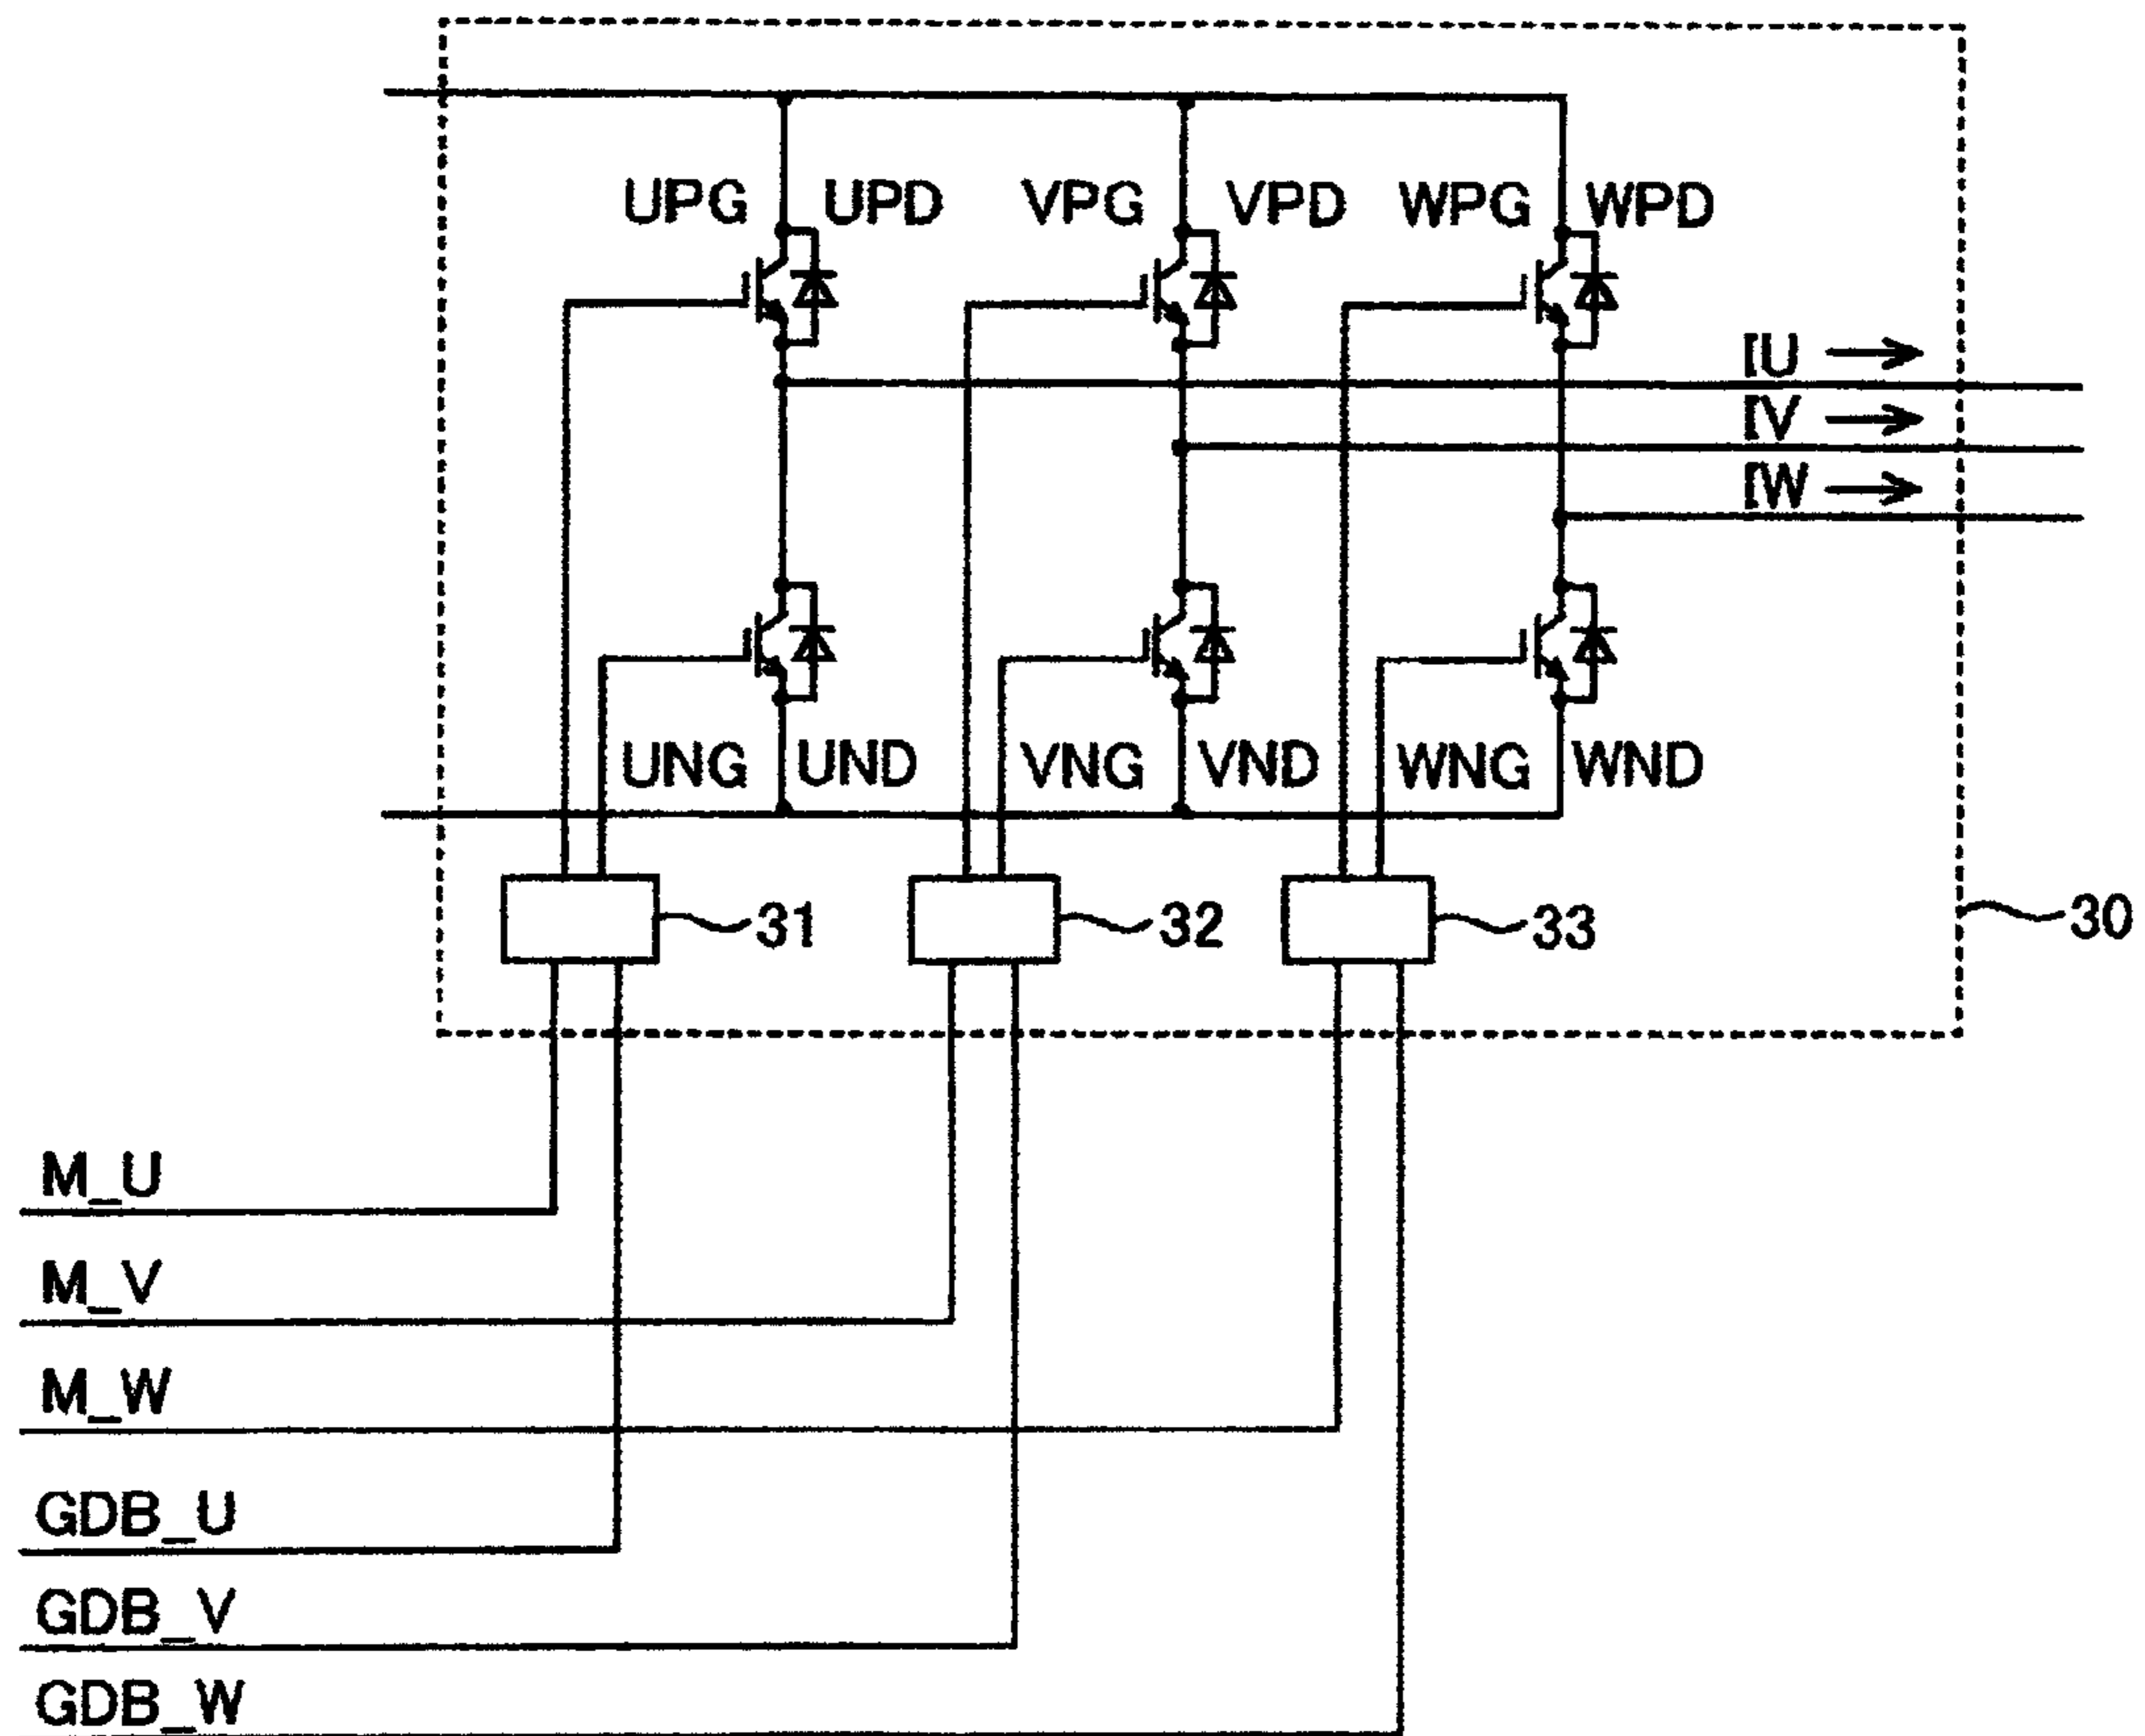 UPG UPD VPG VPD WPG WPD
IU
IV
IW
UNG UND VNG VND WNG WND
31 32 33 30
M_U
M_V
M_W
GDB_U
GDB_V
GDB_W